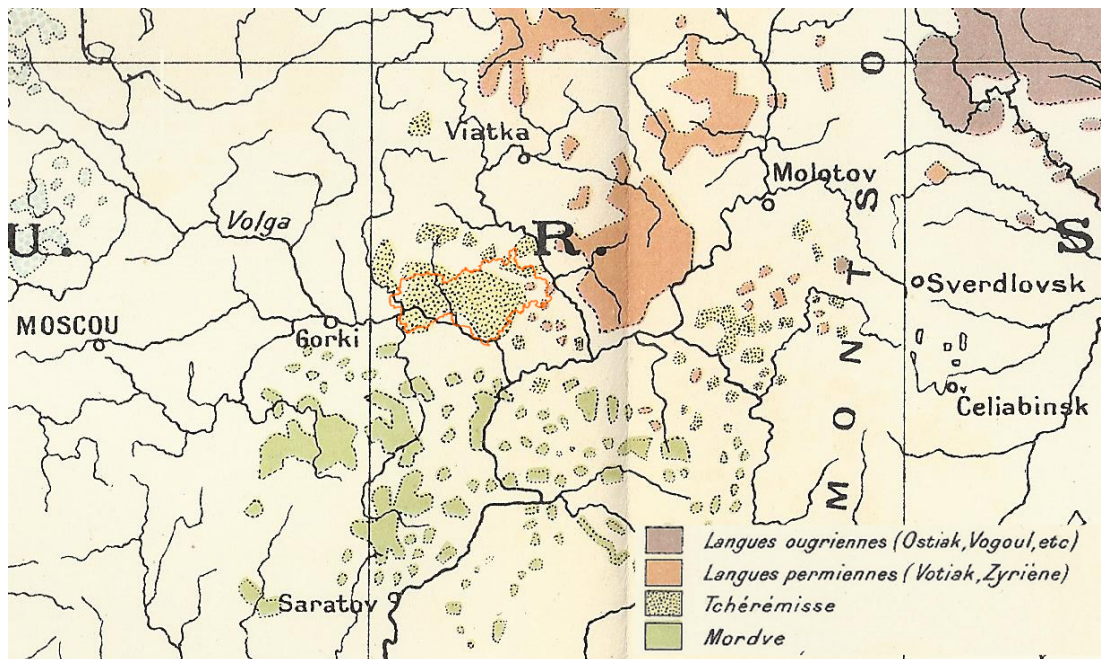 Viatka
Molotov
Volga
U.
R.
S
Sverdlovsk
MOSCOU
Gorki
Celiabinsk
MONTS O
Saratov
Langues ougriennes (Ostiak, Vogoul, etc)
Langues permiennes (Votiak, Zyriène)
Tchérémisse
Mordve